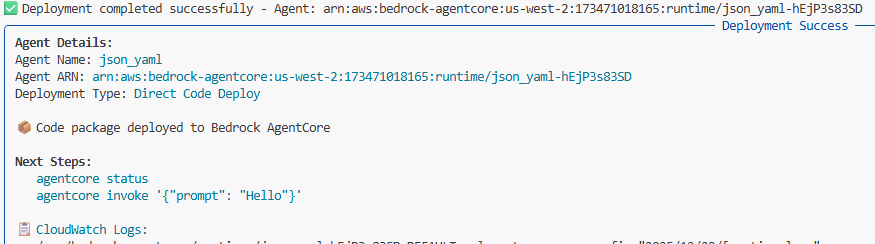 ✅ Deployment completed successfully - Agent: arn:aws:bedrock-agentcore:us-west-2:173471018165:runtime/json_yaml-hEjP3s83SD
Deployment Success
Agent Details:
Agent Name: json_yaml
Agent ARN: arn:aws:bedrock-agentcore:us-west-2:173471018165:runtime/json_yaml-hEjP3s83SD
Deployment Type: Direct Code Deploy
📦 Code package deployed to Bedrock AgentCore
Next Steps:
agentcore status
agentcore invoke '{"prompt": "Hello"}'
📋 CloudWatch Logs: